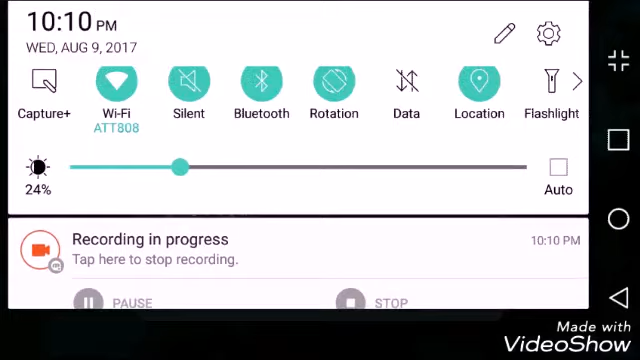 10:10 PM
WED, AUG 9, 2017
Capture+ Wi-Fi Silent Bluetooth Rotation Data Location Flashlight
ATT808
24% Auto
Recording in progress 10:10 PM
Tap here to stop recording.
PAUSE STOP
Made with
VideoShow